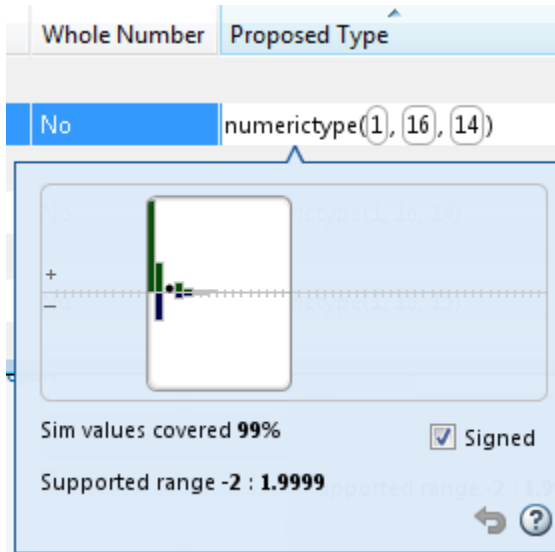 Whole Number Proposed Type
No numerictype(1, 16, 14)
+
−
Sim values covered 99%
Signed
Supported range -2 : 1.9999
?